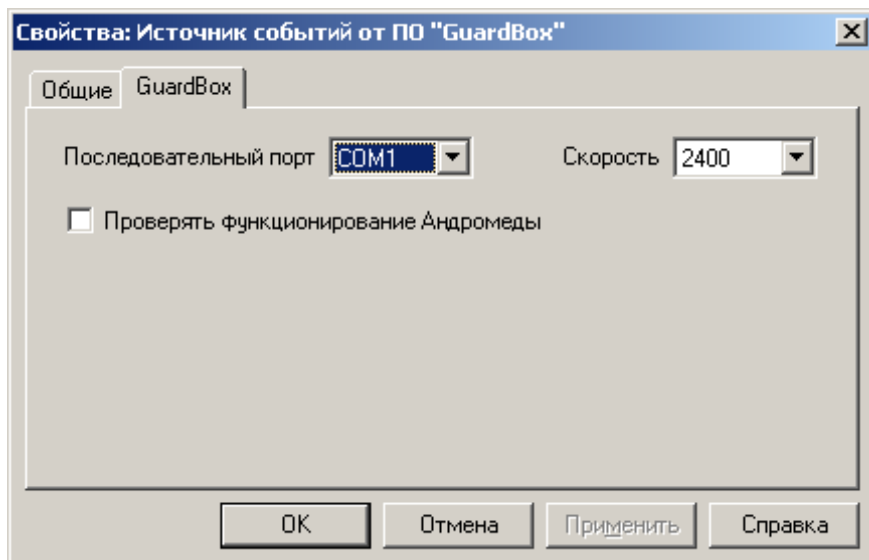 Свойства: Источник событий от ПО "GuardBox"
Общие GuardBox
Последовательный порт COM1 Скорость 2400
Проверять функционирование Андромеды
OK Отмена Применить Справка